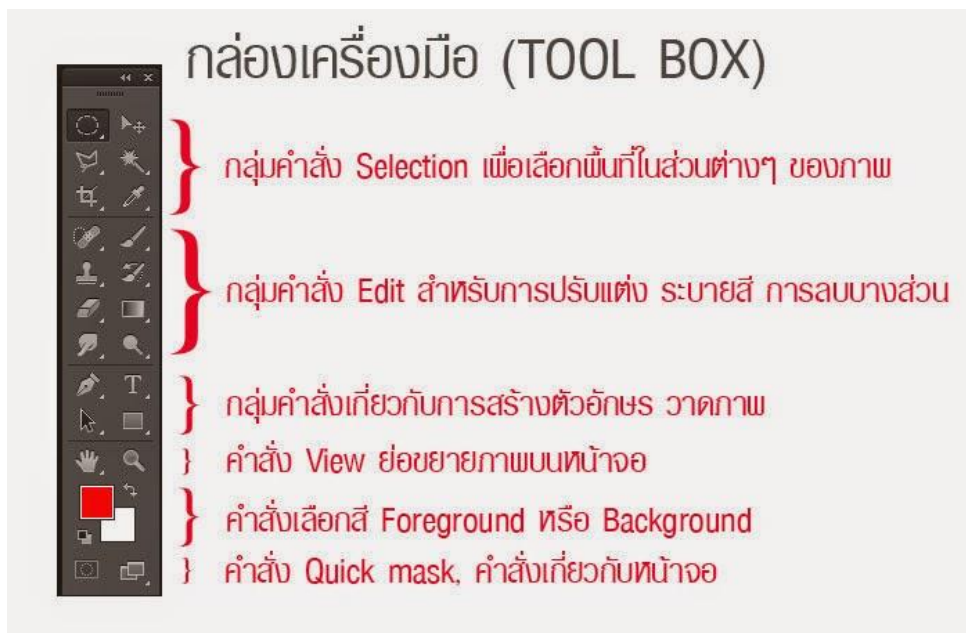 กล่องเครื่องมือ (TOOL BOX)
กลุ่มคำสั่ง Selection เพื่อเลือกพื้นที่ในส่วนต่างๆ ของภาพ
กลุ่มคำสั่ง Edit สำหรับการปรับแต่ง ระบายสี การลบบางส่วน
กลุ่มคำสั่งเกี่ยวกับการสร้างตัวอักษร วาดภาพ
คำสั่ง View ย่อขยายภาพบนหน้าจอ
คำสั่งเลือกสี Foreground หรือ Background
คำสั่ง Quick mask, คำสั่งเกี่ยวกับหน้าจอ